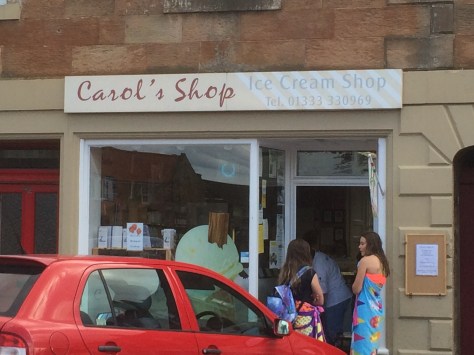 Carol's Shop
Ice Cream Shop
Tel. 01333 330969